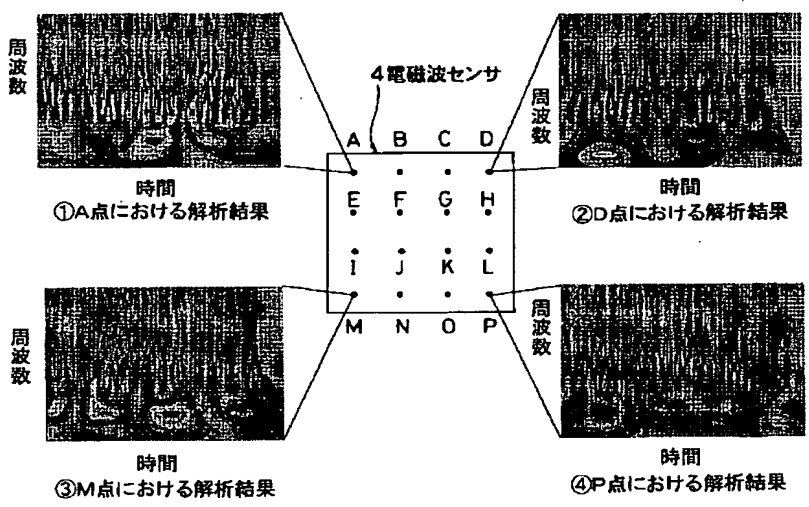 周波数
4電磁波センサ
周波数
A B C D
時間
①A点における解析結果
時間
②D点における解析結果
E F G H
I J K L
周波数
周波数
M N O P
時間
③M点における解析結果
時間
④P点における解析結果